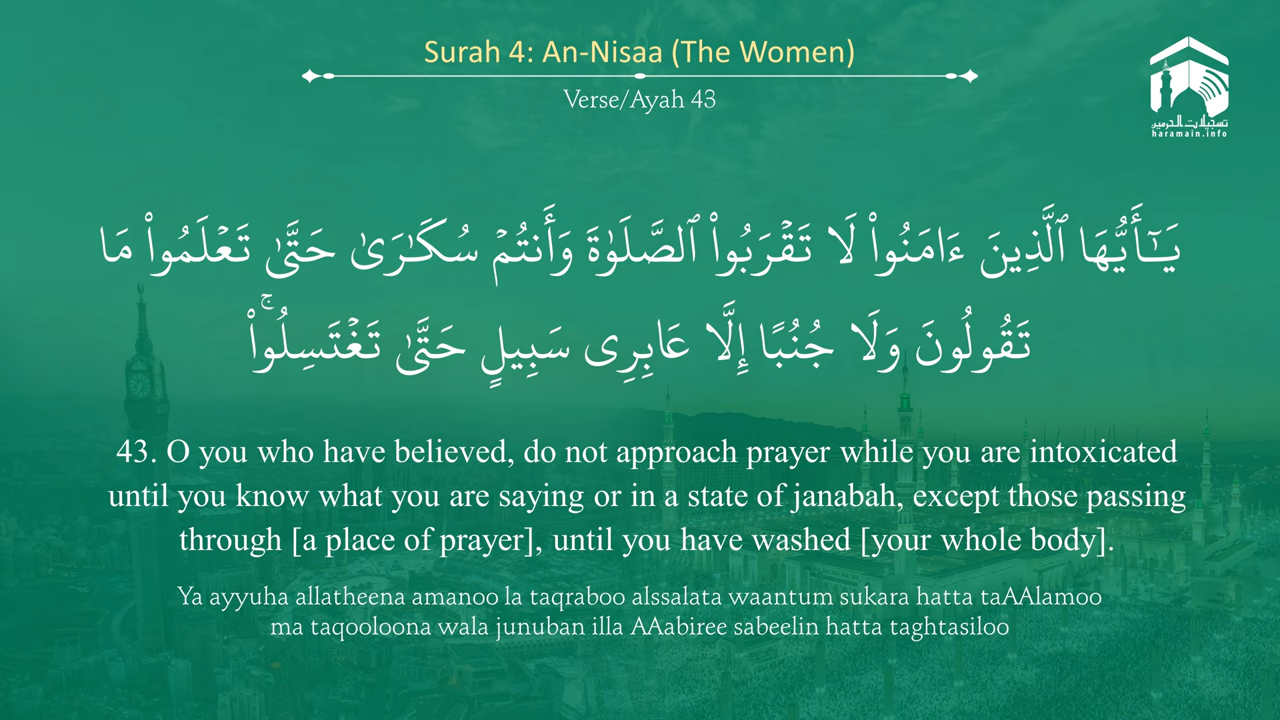 Surah 4: An-Nisaa (The Women)
Verse/Ayah 43
تسجيلات الحرمين
haramain.info
يَـٰٓأَيُّهَا ٱلَّذِينَ ءَامَنُوا۟ لَا تَقْرَبُوا۟ ٱلصَّلَوٰةَ وَأَنتُمْ سُكَـٰرَىٰ حَتَّىٰ تَعْلَمُوا۟ مَا
تَقُولُونَ وَلَا جُنُبًا إِلَّا عَابِرِى سَبِيلٍ حَتَّىٰ تَغْتَسِلُوا۟ ۚ
43. O you who have believed, do not approach prayer while you are intoxicated
until you know what you are saying or in a state of janabah, except those passing
through [a place of prayer], until you have washed [your whole body].
Ya ayyuha allatheena amanoo la taqraboo alssalata waantum sukara hatta taAAlamoo
ma taqooloona wala junuban illa AAabiree sabeelin hatta taghtasiloo